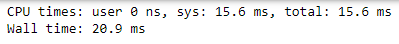 CPU times: user 0 ns, sys: 15.6 ms, total: 15.6 ms
Wall time: 20.9 ms